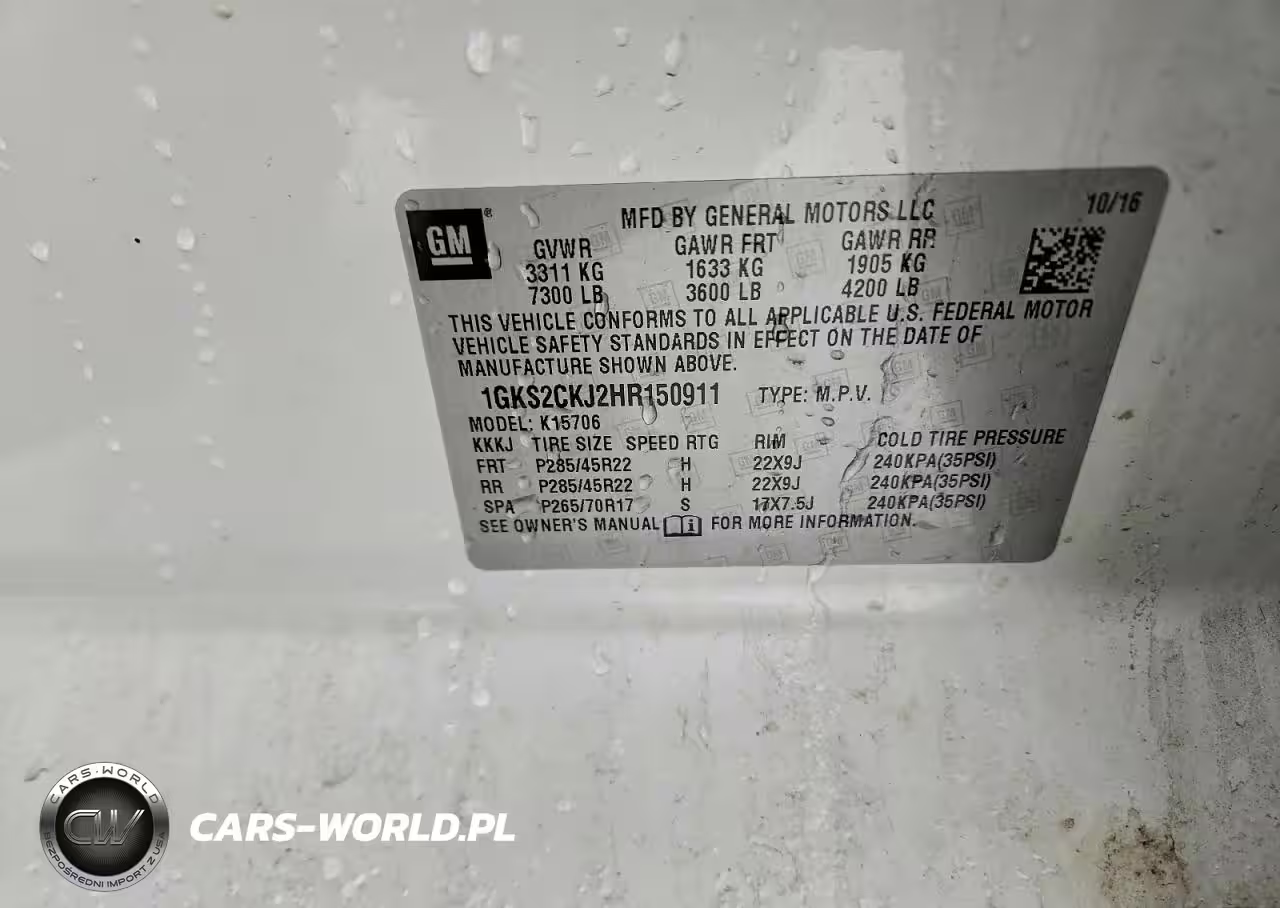 GM ®
MFD BY GENERAL MOTORS LLC 10/16
GVWR GAWR FRT GAWR RR
3311 KG 1633 KG 1905 KG
7300 LB 3600 LB 4200 LB
THIS VEHICLE CONFORMS TO ALL APPLICABLE U.S. FEDERAL MOTOR
VEHICLE SAFETY STANDARDS IN EFFECT ON THE DATE OF
MANUFACTURE SHOWN ABOVE.
1GKS2CKJ2HR150911 TYPE: M.P.V.
MODEL: K15706
KKKJ TIRE SIZE SPEED RTG RIM COLD TIRE PRESSURE
FRT P285/45R22 H 22X9J 240KPA(35PSI)
RR P285/45R22 H 22X9J 240KPA(35PSI)
SPA P265/70R17 S 17X7.5J 240KPA(35PSI)
SEE OWNER'S MANUAL i FOR MORE INFORMATION.
CARS-WORLD
CW
BEZPOŚREDNI IMPORT Z USA
CARS-WORLD.PL